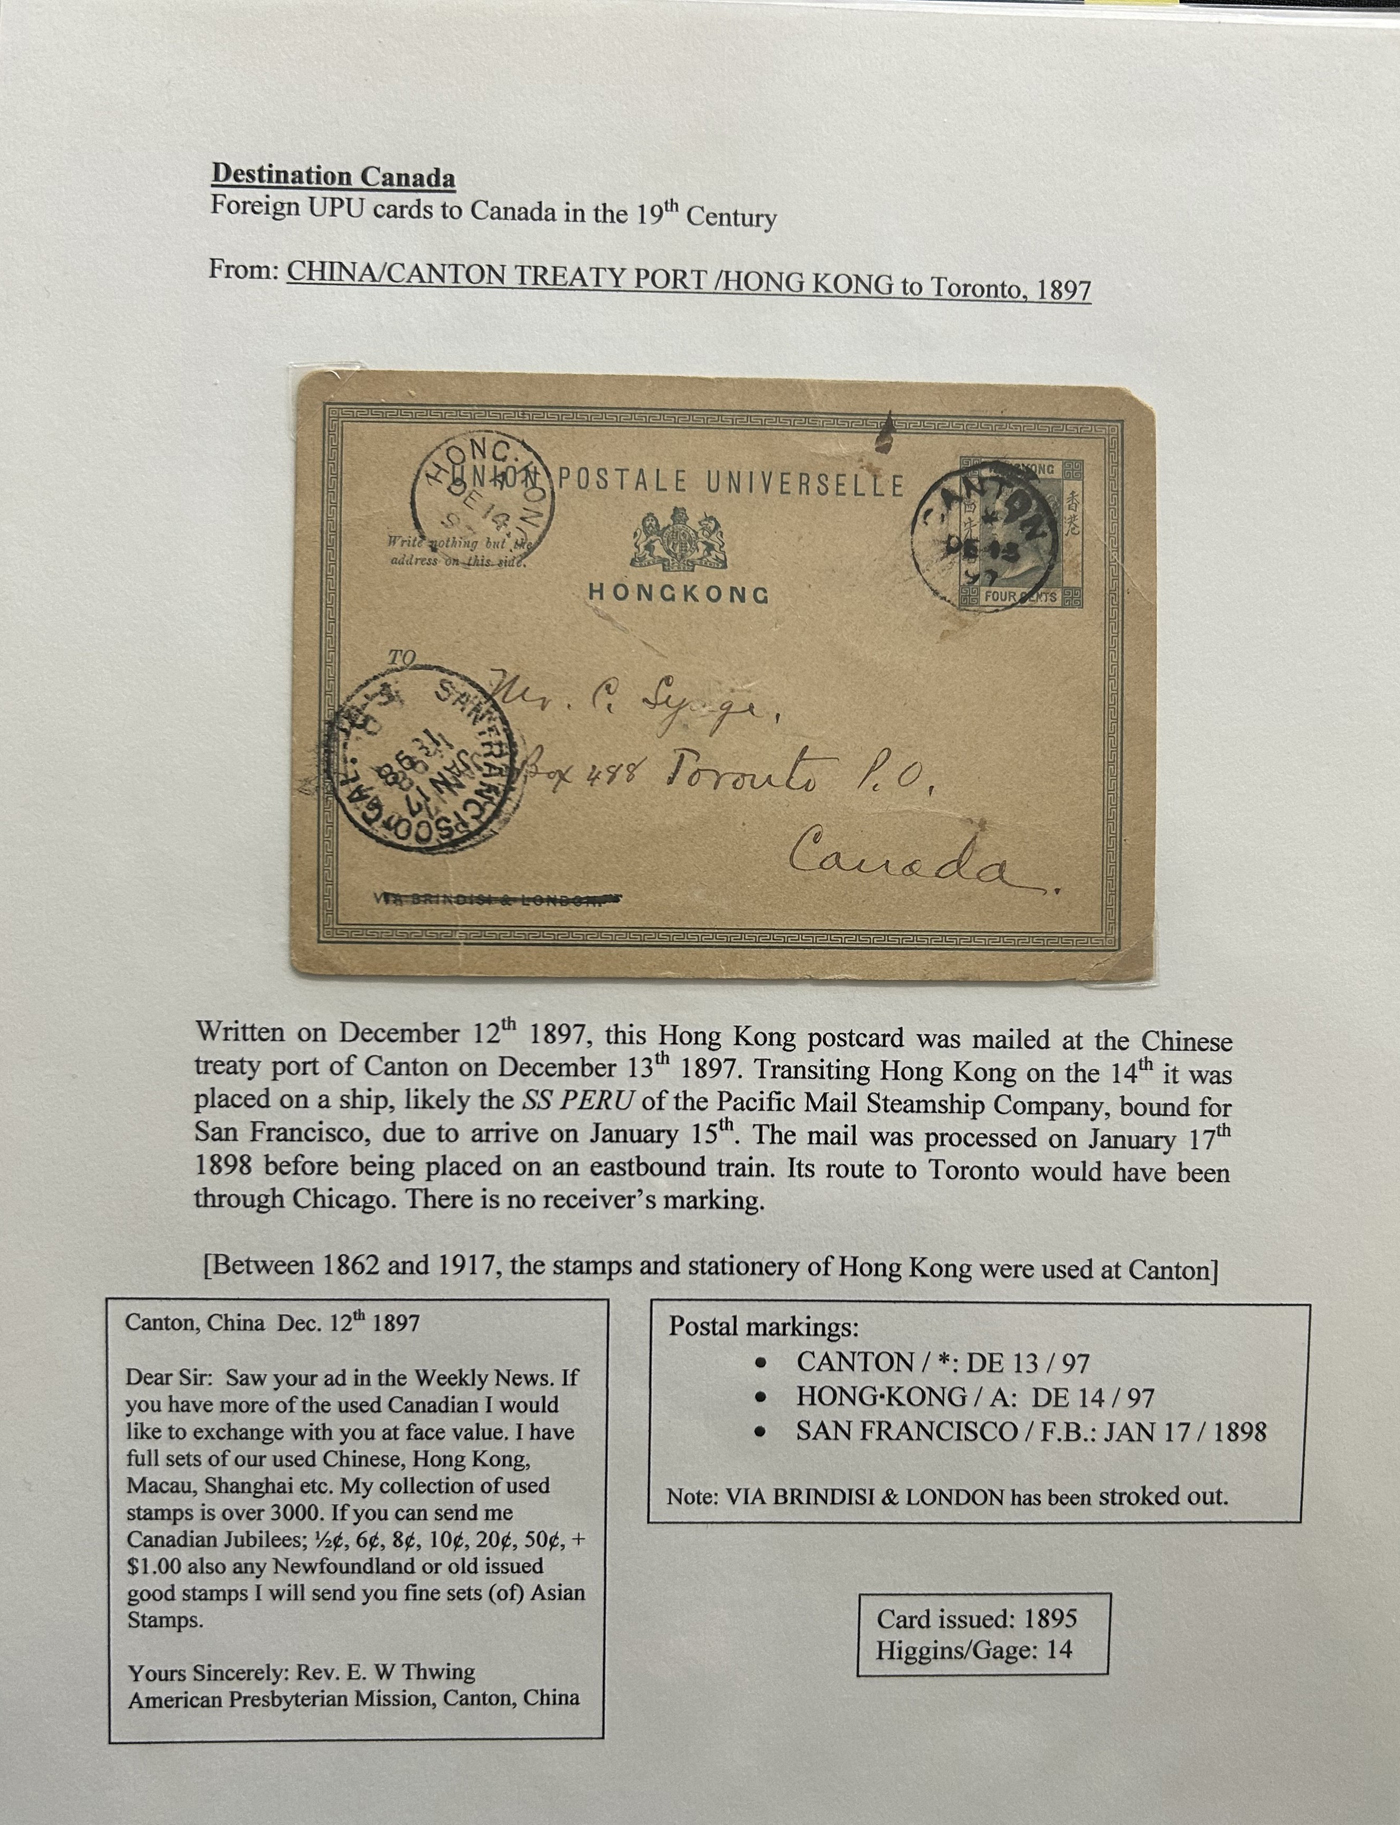 Destination Canada
Foreign UPU cards to Canada in the 19th Century
From: CHINA/CANTON TREATY PORT /HONG KONG to Toronto, 1897
HONG·KONG
A
DE 14
UNION POSTALE UNIVERSELLE
Write nothing but the
address on this side.
HONGKONG
HONGKONG
香港
FOUR CENTS
CANTON
*
DE 13
97
TO
Mr. C. Synge,
Box 488 Toronto P.O.
Canada.
SAN FRANCISCO CAL.
JAN 17
VIA BRINDISI & LONDON.
Written on December 12th 1897, this Hong Kong postcard was mailed at the Chinese
treaty port of Canton on December 13th 1897. Transiting Hong Kong on the 14th it was
placed on a ship, likely the SS PERU of the Pacific Mail Steamship Company, bound for
San Francisco, due to arrive on January 15th. The mail was processed on January 17th
1898 before being placed on an eastbound train. Its route to Toronto would have been
through Chicago. There is no receiver's marking.
[Between 1862 and 1917, the stamps and stationery of Hong Kong were used at Canton]
Canton, China Dec. 12th 1897
Dear Sir: Saw your ad in the Weekly News. If
you have more of the used Canadian I would
like to exchange with you at face value. I have
full sets of our used Chinese, Hong Kong,
Macau, Shanghai etc. My collection of used
stamps is over 3000. If you can send me
Canadian Jubilees; ½¢, 6¢, 8¢, 10¢, 20¢, 50¢, +
$1.00 also any Newfoundland or old issued
good stamps I will send you fine sets (of) Asian
Stamps.
Yours Sincerely: Rev. E. W Thwing
American Presbyterian Mission, Canton, China
Postal markings:
• CANTON / *: DE 13 / 97
• HONG·KONG / A: DE 14 / 97
• SAN FRANCISCO / F.B.: JAN 17 / 1898
Note: VIA BRINDISI & LONDON has been stroked out.
Card issued: 1895
Higgins/Gage: 14